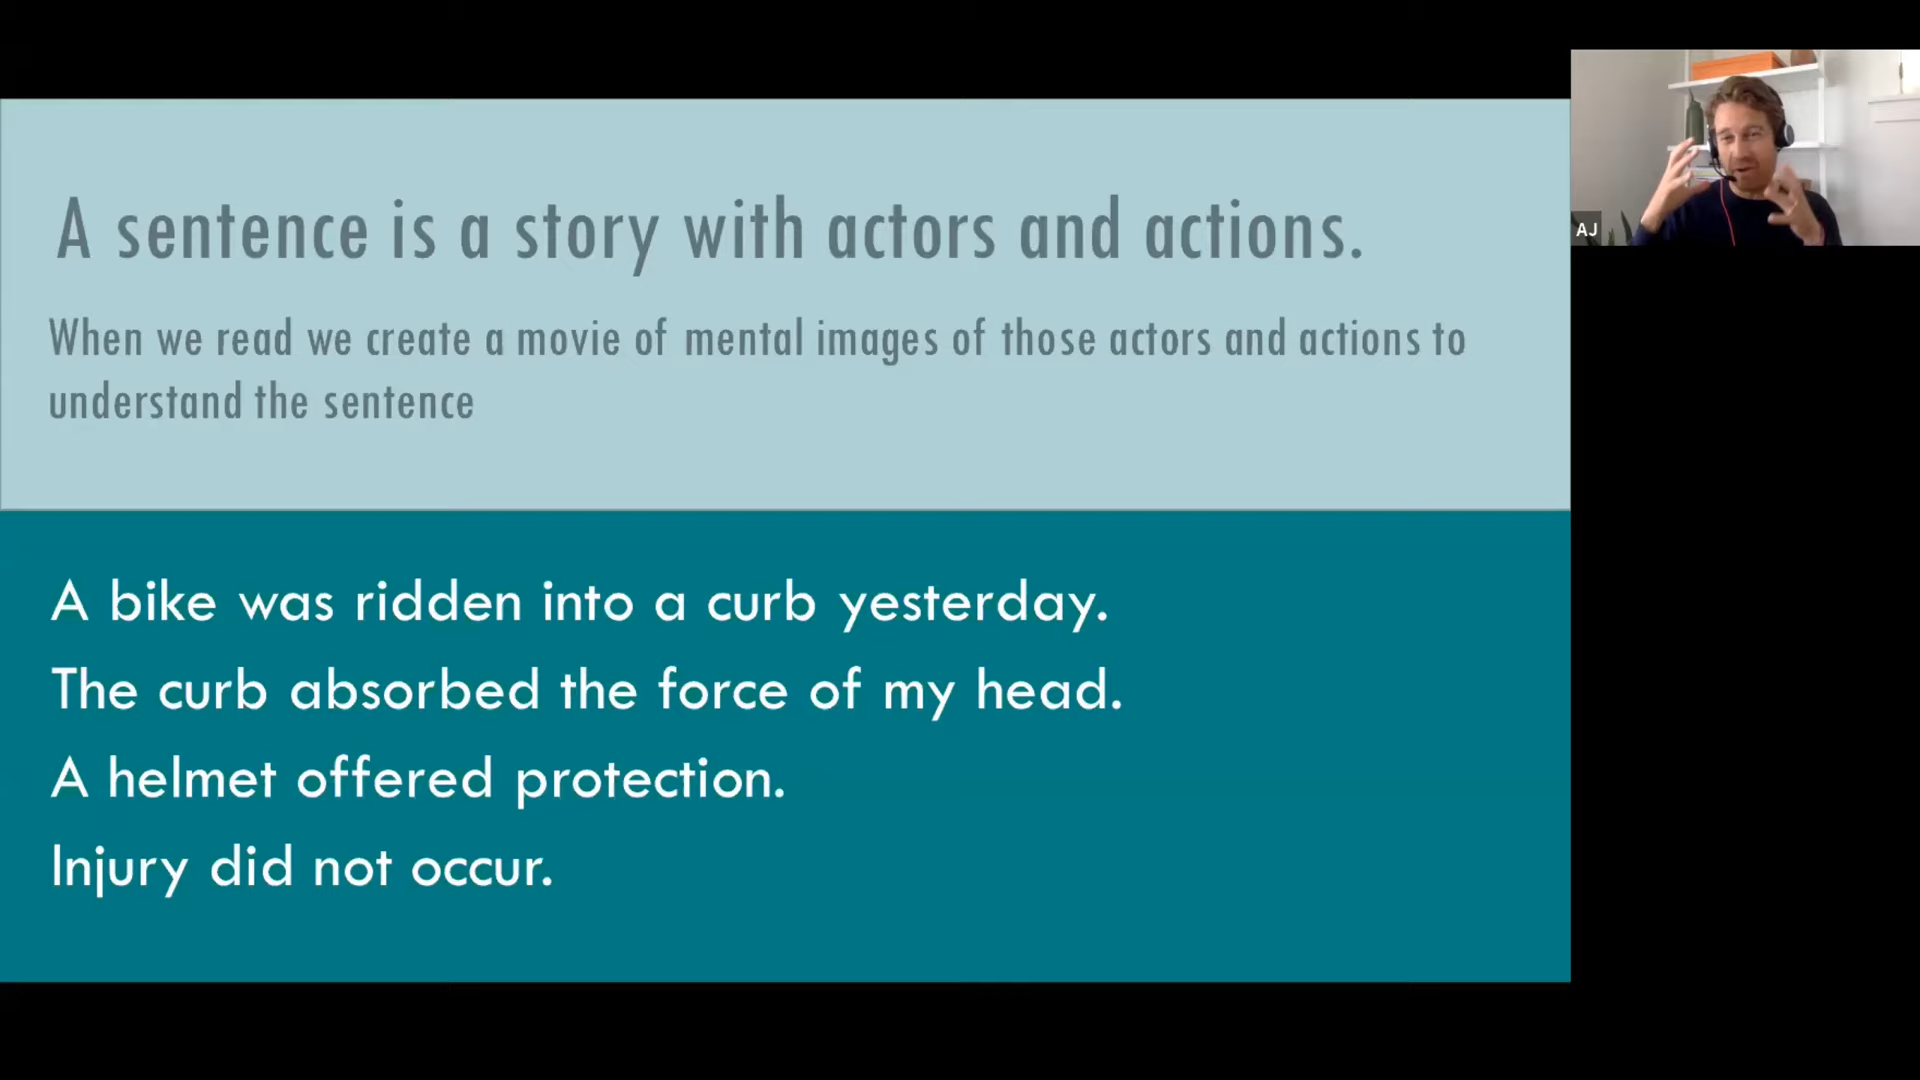 A sentence is a story with actors and actions.
When we read we create a movie of mental images of those actors and actions to
understand the sentence
A bike was ridden into a curb yesterday.
The curb absorbed the force of my head.
A helmet offered protection.
Injury did not occur.
AJ